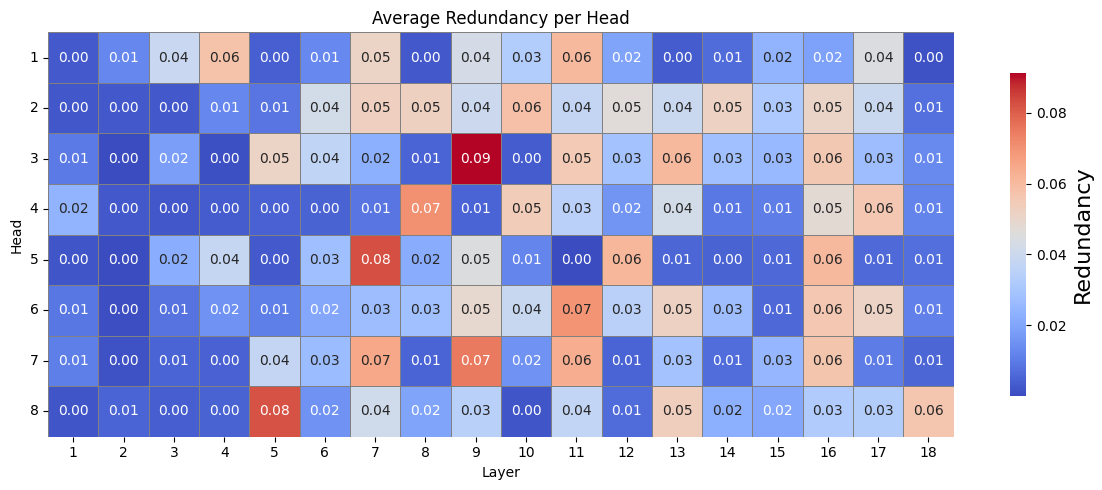 Average Redundancy per Head
1 0.00 0.01 0.04 0.06 0.00 0.01 0.05 0.00 0.04 0.03 0.06 0.02 0.00 0.01 0.02 0.02 0.04 0.00
2 0.00 0.00 0.00 0.01 0.01 0.04 0.05 0.05 0.04 0.06 0.04 0.05 0.04 0.05 0.03 0.05 0.04 0.01
3 0.01 0.00 0.02 0.00 0.05 0.04 0.02 0.01 0.09 0.00 0.05 0.03 0.06 0.03 0.03 0.06 0.03 0.01
4 0.02 0.00 0.00 0.00 0.00 0.00 0.01 0.07 0.01 0.05 0.03 0.02 0.04 0.01 0.01 0.05 0.06 0.01
5 0.00 0.00 0.02 0.04 0.00 0.03 0.08 0.02 0.05 0.01 0.00 0.06 0.01 0.00 0.01 0.06 0.01 0.01
6 0.01 0.00 0.01 0.02 0.01 0.02 0.03 0.03 0.05 0.04 0.07 0.03 0.05 0.03 0.01 0.06 0.05 0.01
7 0.01 0.00 0.01 0.00 0.04 0.03 0.07 0.01 0.07 0.02 0.06 0.01 0.03 0.01 0.03 0.06 0.01 0.01
8 0.00 0.01 0.00 0.00 0.08 0.02 0.04 0.02 0.03 0.00 0.04 0.01 0.05 0.02 0.02 0.03 0.03 0.06
1 2 3 4 5 6 7 8 9 10 11 12 13 14 15 16 17 18
Layer
Head
0.08
0.06
0.04
0.02
Redundancy